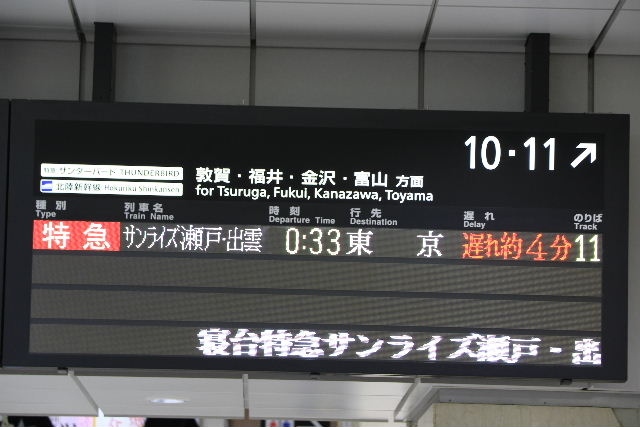 10・11↗
特急 サンダーバード THUNDERBIRD
北陸新幹線 Hokuriku Shinkansen
敦賀・福井・金沢・富山 方面
for Tsuruga, Fukui, Kanazawa, Toyama
種別 列車名 時刻 行先 遅れ のりば
Type Train Name Departure Time Destination Delay Track
特急 サンライズ瀬戸・出雲 0:33 東京 遅れ約4分 11
寝台特急サンライズ瀬戸・出